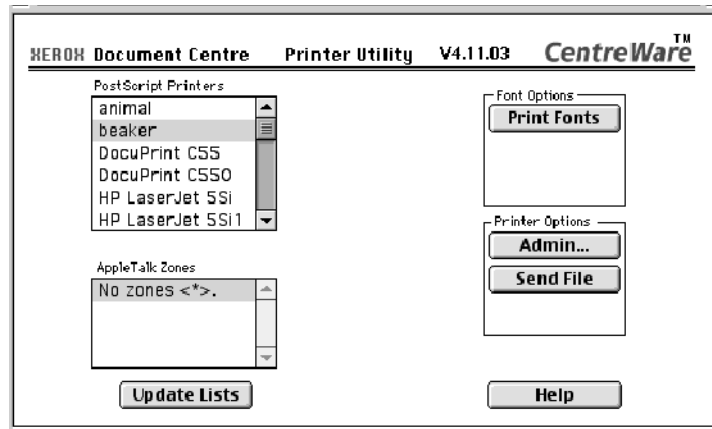 XEROX Document Centre Printer Utility V4.11.03 CentreWare™
PostScript Printers
animal
beaker
DocuPrint C55
DocuPrint C550
HP LaserJet 5Si
HP LaserJet 5Si1
AppleTalk Zones
No zones <*>.
Update Lists
Font Options
Print Fonts
Printer Options
Admin...
Send File
Help